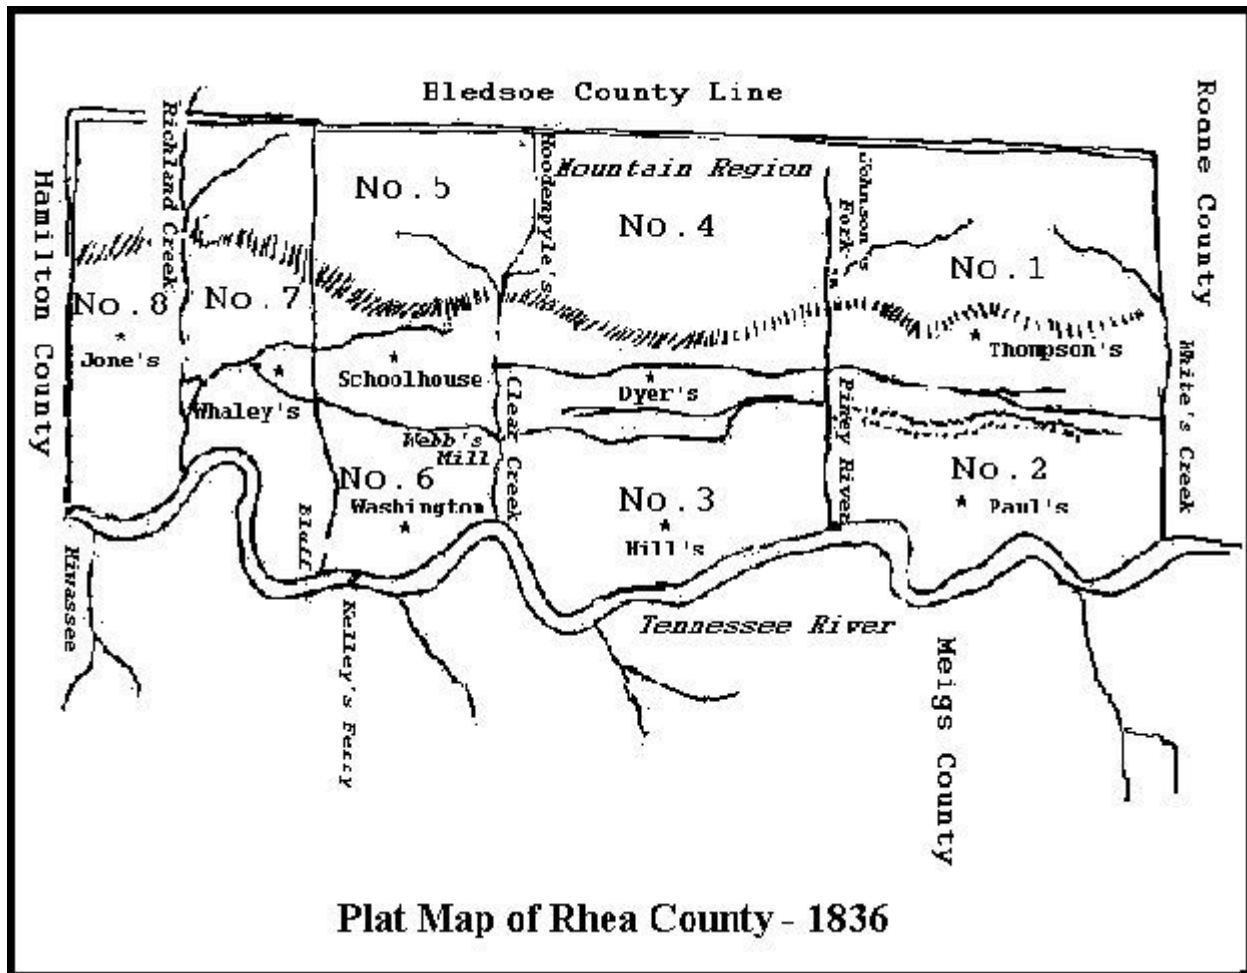 Bledsoe County Line
Roane County
Hamilton County
Richland Creek
Hoodenpyle's
Mountain Region
Johnson's
Fork
No.5
No.4
No.1
No.8
No.7
Jone's
Whaley's
Schoolhouse
Dyer's
Thompson's
Clear Creek
Piney River
White's Creek
Webb's
Mill
No.6
Washington
No.3
Hill's
No.2
Paul's
Bluff
Hiwassee
Kelley's Ferry
Tennessee River
Meigs County
Plat Map of Rhea County - 1836